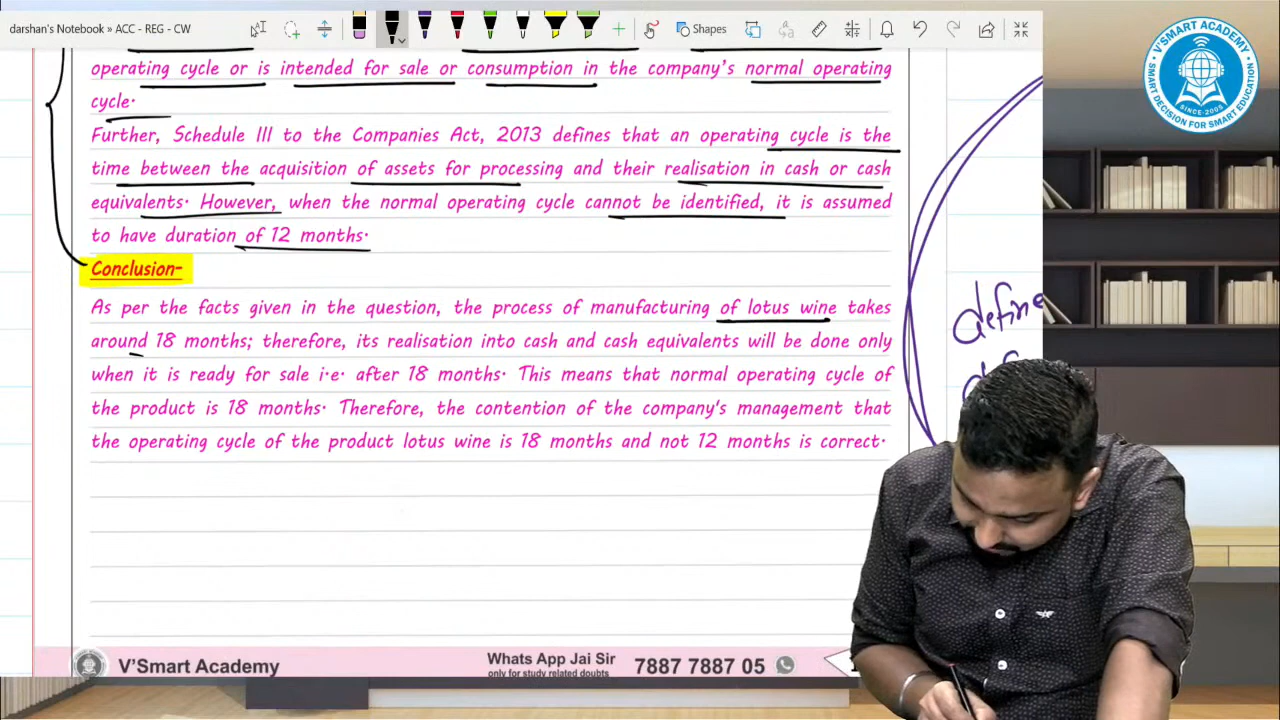 darshan's Notebook » ACC - REG - CW
Shapes
V'SMART ACADEMY
SINCE-2005
SMART DECISION FOR SMART EDUCATION
operating cycle or is intended for sale or consumption in the company's normal operating
cycle.
Further, Schedule III to the Companies Act, 2013 defines that an operating cycle is the
time between the acquisition of assets for processing and their realisation in cash or cash
equivalents. However, when the normal operating cycle cannot be identified, it is assumed
to have duration of 12 months.
Conclusion-
As per the facts given in the question, the process of manufacturing of lotus wine takes
around 18 months; therefore, its realisation into cash and cash equivalents will be done only
when it is ready for sale i.e. after 18 months. This means that normal operating cycle of
the product is 18 months. Therefore, the contention of the company's management that
the operating cycle of the product lotus wine is 18 months and not 12 months is correct.
define
V'Smart Academy
Whats App Jai Sir
only for study related doubts
7887 7887 05